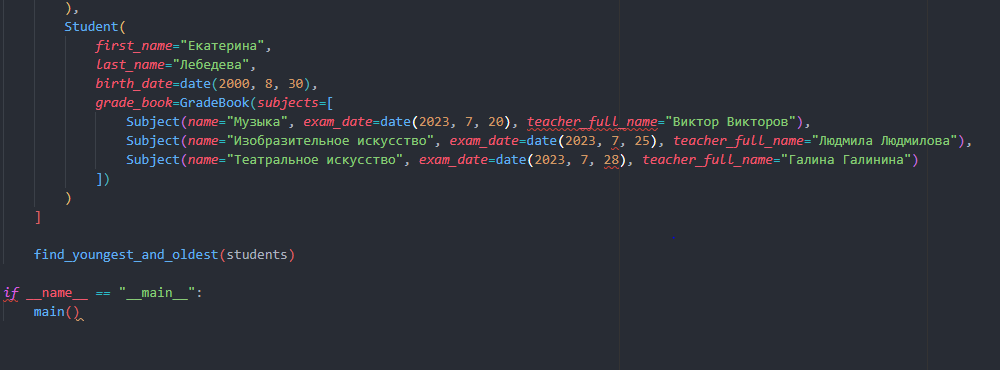 ),
Student(
first_name="Екатерина",
last_name="Лебедева",
birth_date=date(2000, 8, 30),
grade_book=GradeBook(subjects=[
Subject(name="Музыка", exam_date=date(2023, 7, 20), teacher_full_name="Виктор Викторов"),
Subject(name="Изобразительное искусство", exam_date=date(2023, 7, 25), teacher_full_name="Людмила Людмилова"),
Subject(name="Театральное искусство", exam_date=date(2023, 7, 28), teacher_full_name="Галина Галинина")
])
)
]
find_youngest_and_oldest(students)
if __name__ == "__main__":
main()